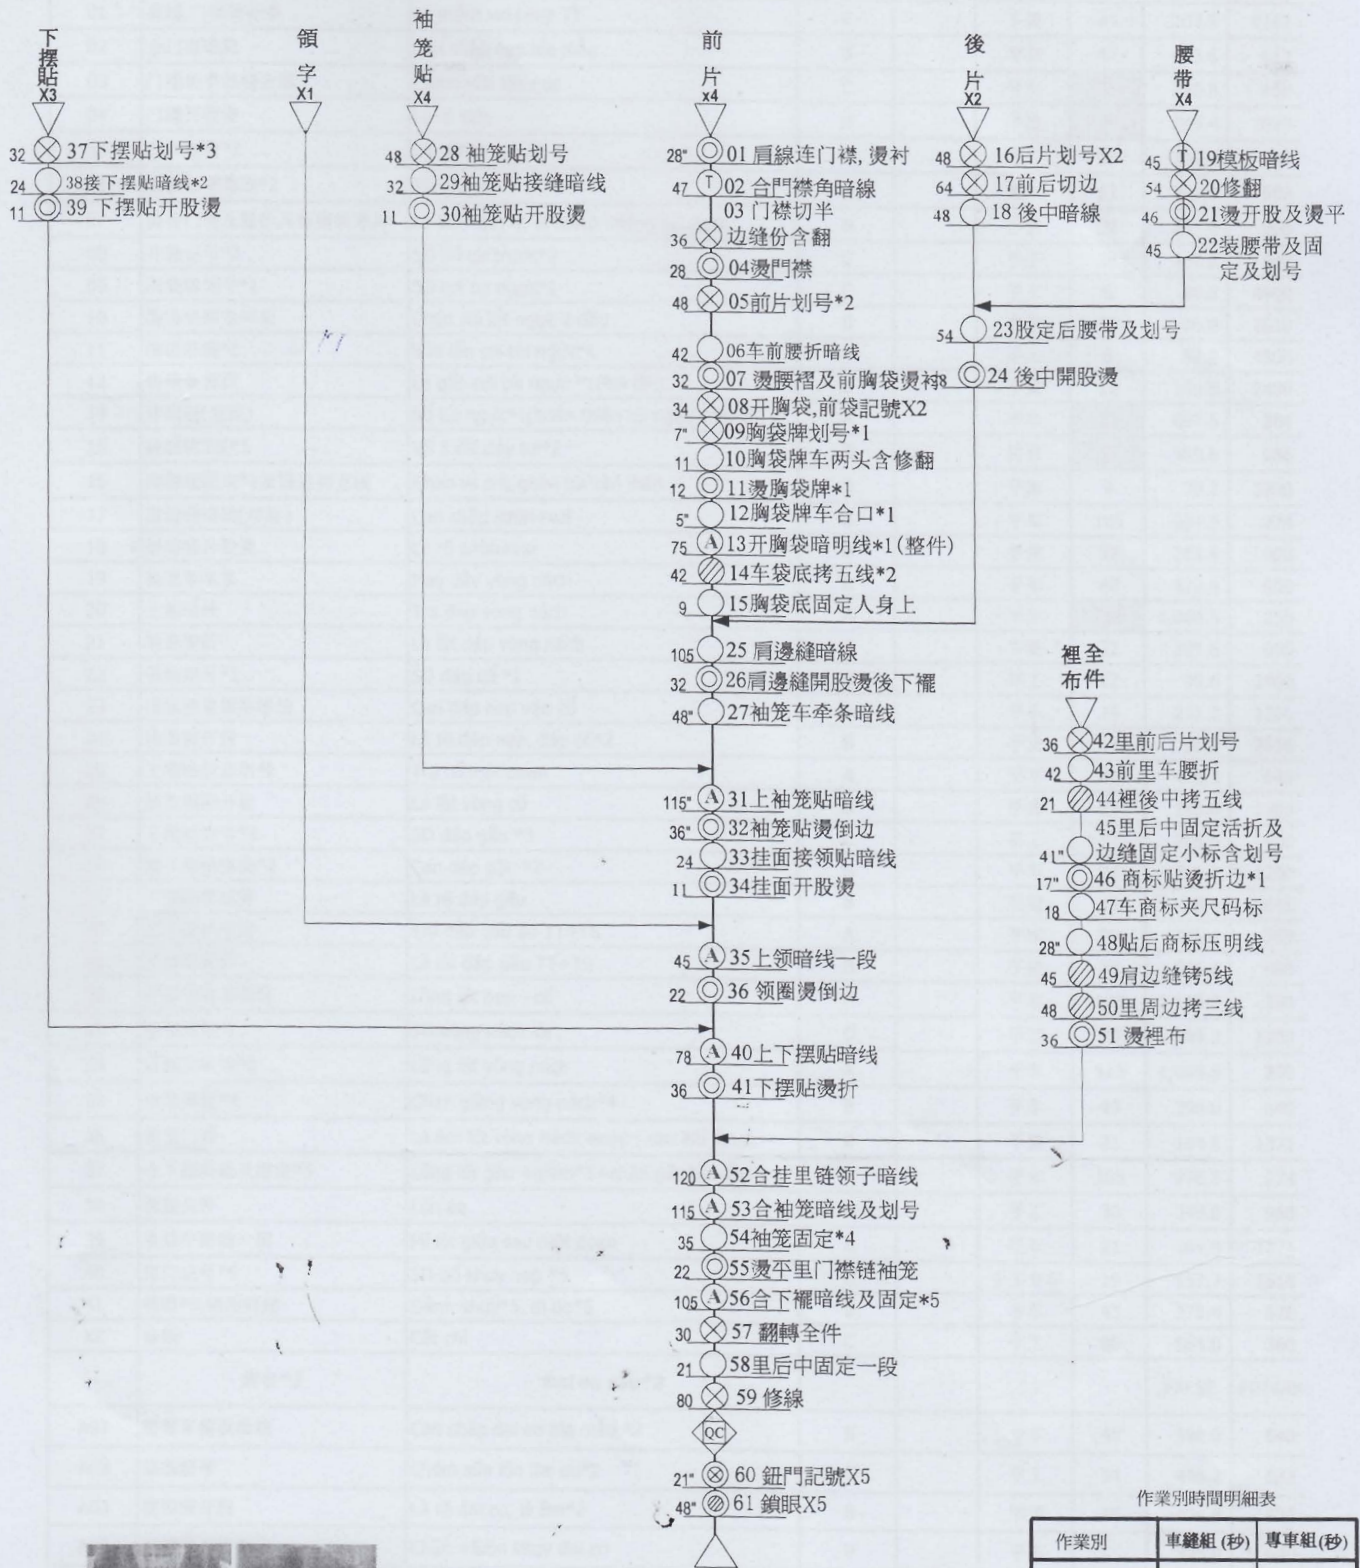 下摆贴
X3
32 37下摆贴划号*3
24 38接下摆贴暗线*2
11 39 下摆贴开股燙
領字
X1
袖笼贴
X4
48 28 袖笼贴划号
32 29袖笼贴接缝暗线
11 30袖笼贴开股燙
前片
x4
28" 01 肩線连门襟, 燙衬
47 T 02 合門襟角暗線
03 门襟切半
36 边缝份含翻
28 04燙門襟
48 05前片划号*2
42 06车前腰折暗线
32 07 燙腰褶及前胸袋燙衬
34 08开胸袋,前袋記號X2
7" 09胸袋牌划号*1
11 10胸袋牌车两头含修翻
12 11燙胸袋牌*1
5" 12胸袋牌车合口*1
75 A 13开胸袋暗明线*1(整件)
42 14车袋底拷五线*2
9 15胸袋底固定人身上
105 25 肩邊縫暗線
32 26肩邊縫開股燙後下襬
48" 27袖笼车牵条暗线
115" A 31上袖笼贴暗线
36" 32袖笼贴燙倒边
24 33挂面接领贴暗线
11 34挂面开股燙
45 A 35上领暗线一段
22 36 领圈燙倒边
78 A 40上下摆贴暗线
36 41下摆贴燙折
120 A 52合挂里链领子暗线
115 A 53合袖笼暗线及划号
35 54袖笼固定*4
22 55燙平里门襟链袖笼
105 A 56合下襬暗线及固定*5
30 57 翻轉全件
21 58里后中固定一段
80 59 修線
QC
21" 60 鈕門記號X5
48" 61 鎖眼X5
後片
X2
48 16后片划号X2
64 17前后切边
48 18 後中暗線
54 23股定后腰带及划号
8 24 後中開股燙
腰带
X4
45 T 19模板暗线
54 20修翻
46 21燙开股及燙平
45 22装腰带及固
定及划号
裡布全件
36 42里前后片划号
42 43前里车腰折
21 44裡後中拷五线
45里后中固定活折及
41" 边缝固定小标含划号
17" 46 商标贴燙折边*1
18 47车商标夹尺码标
28" 48贴后商标压明线
45 49肩边缝铐5线
48 50里周边拷三线
36 51 燙裡布
作業別時間明細表
作業別 車縫組(秒) 專車組(秒)